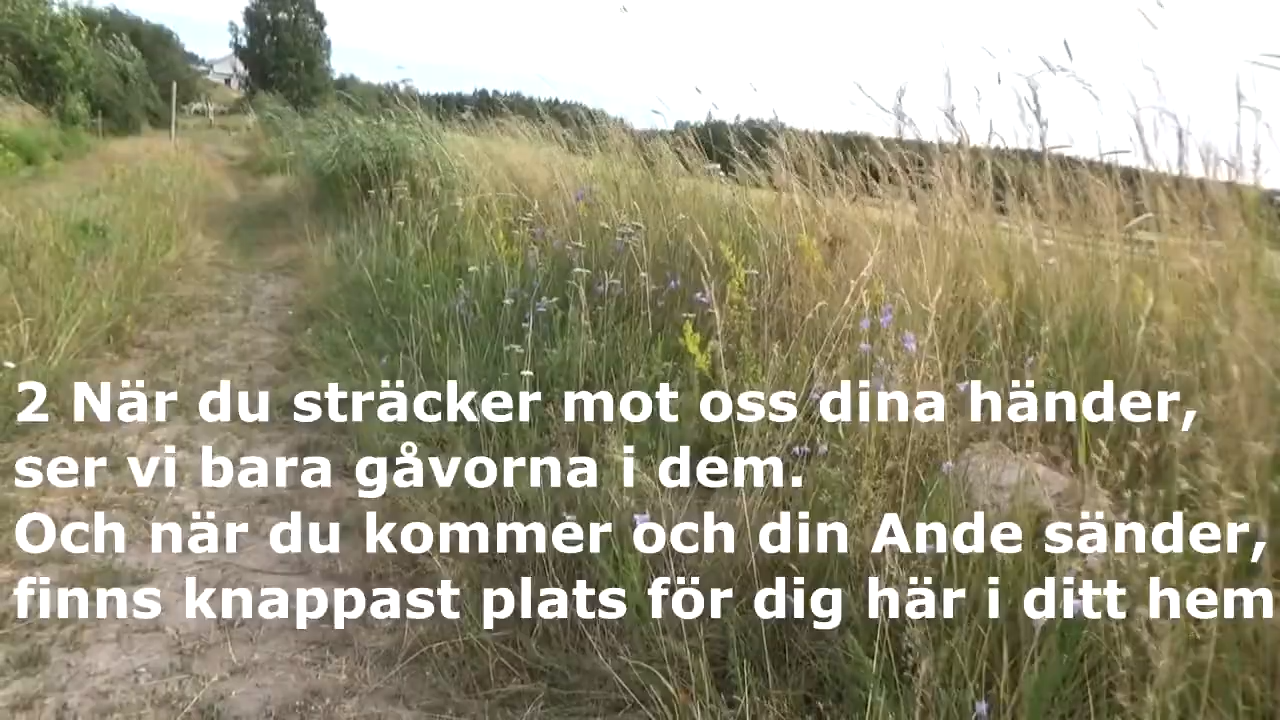 2 När du sträcker mot oss dina händer,
ser vi bara gåvorna i dem.
Och när du kommer och din Ande sänder,
finns knappast plats för dig här i ditt hem